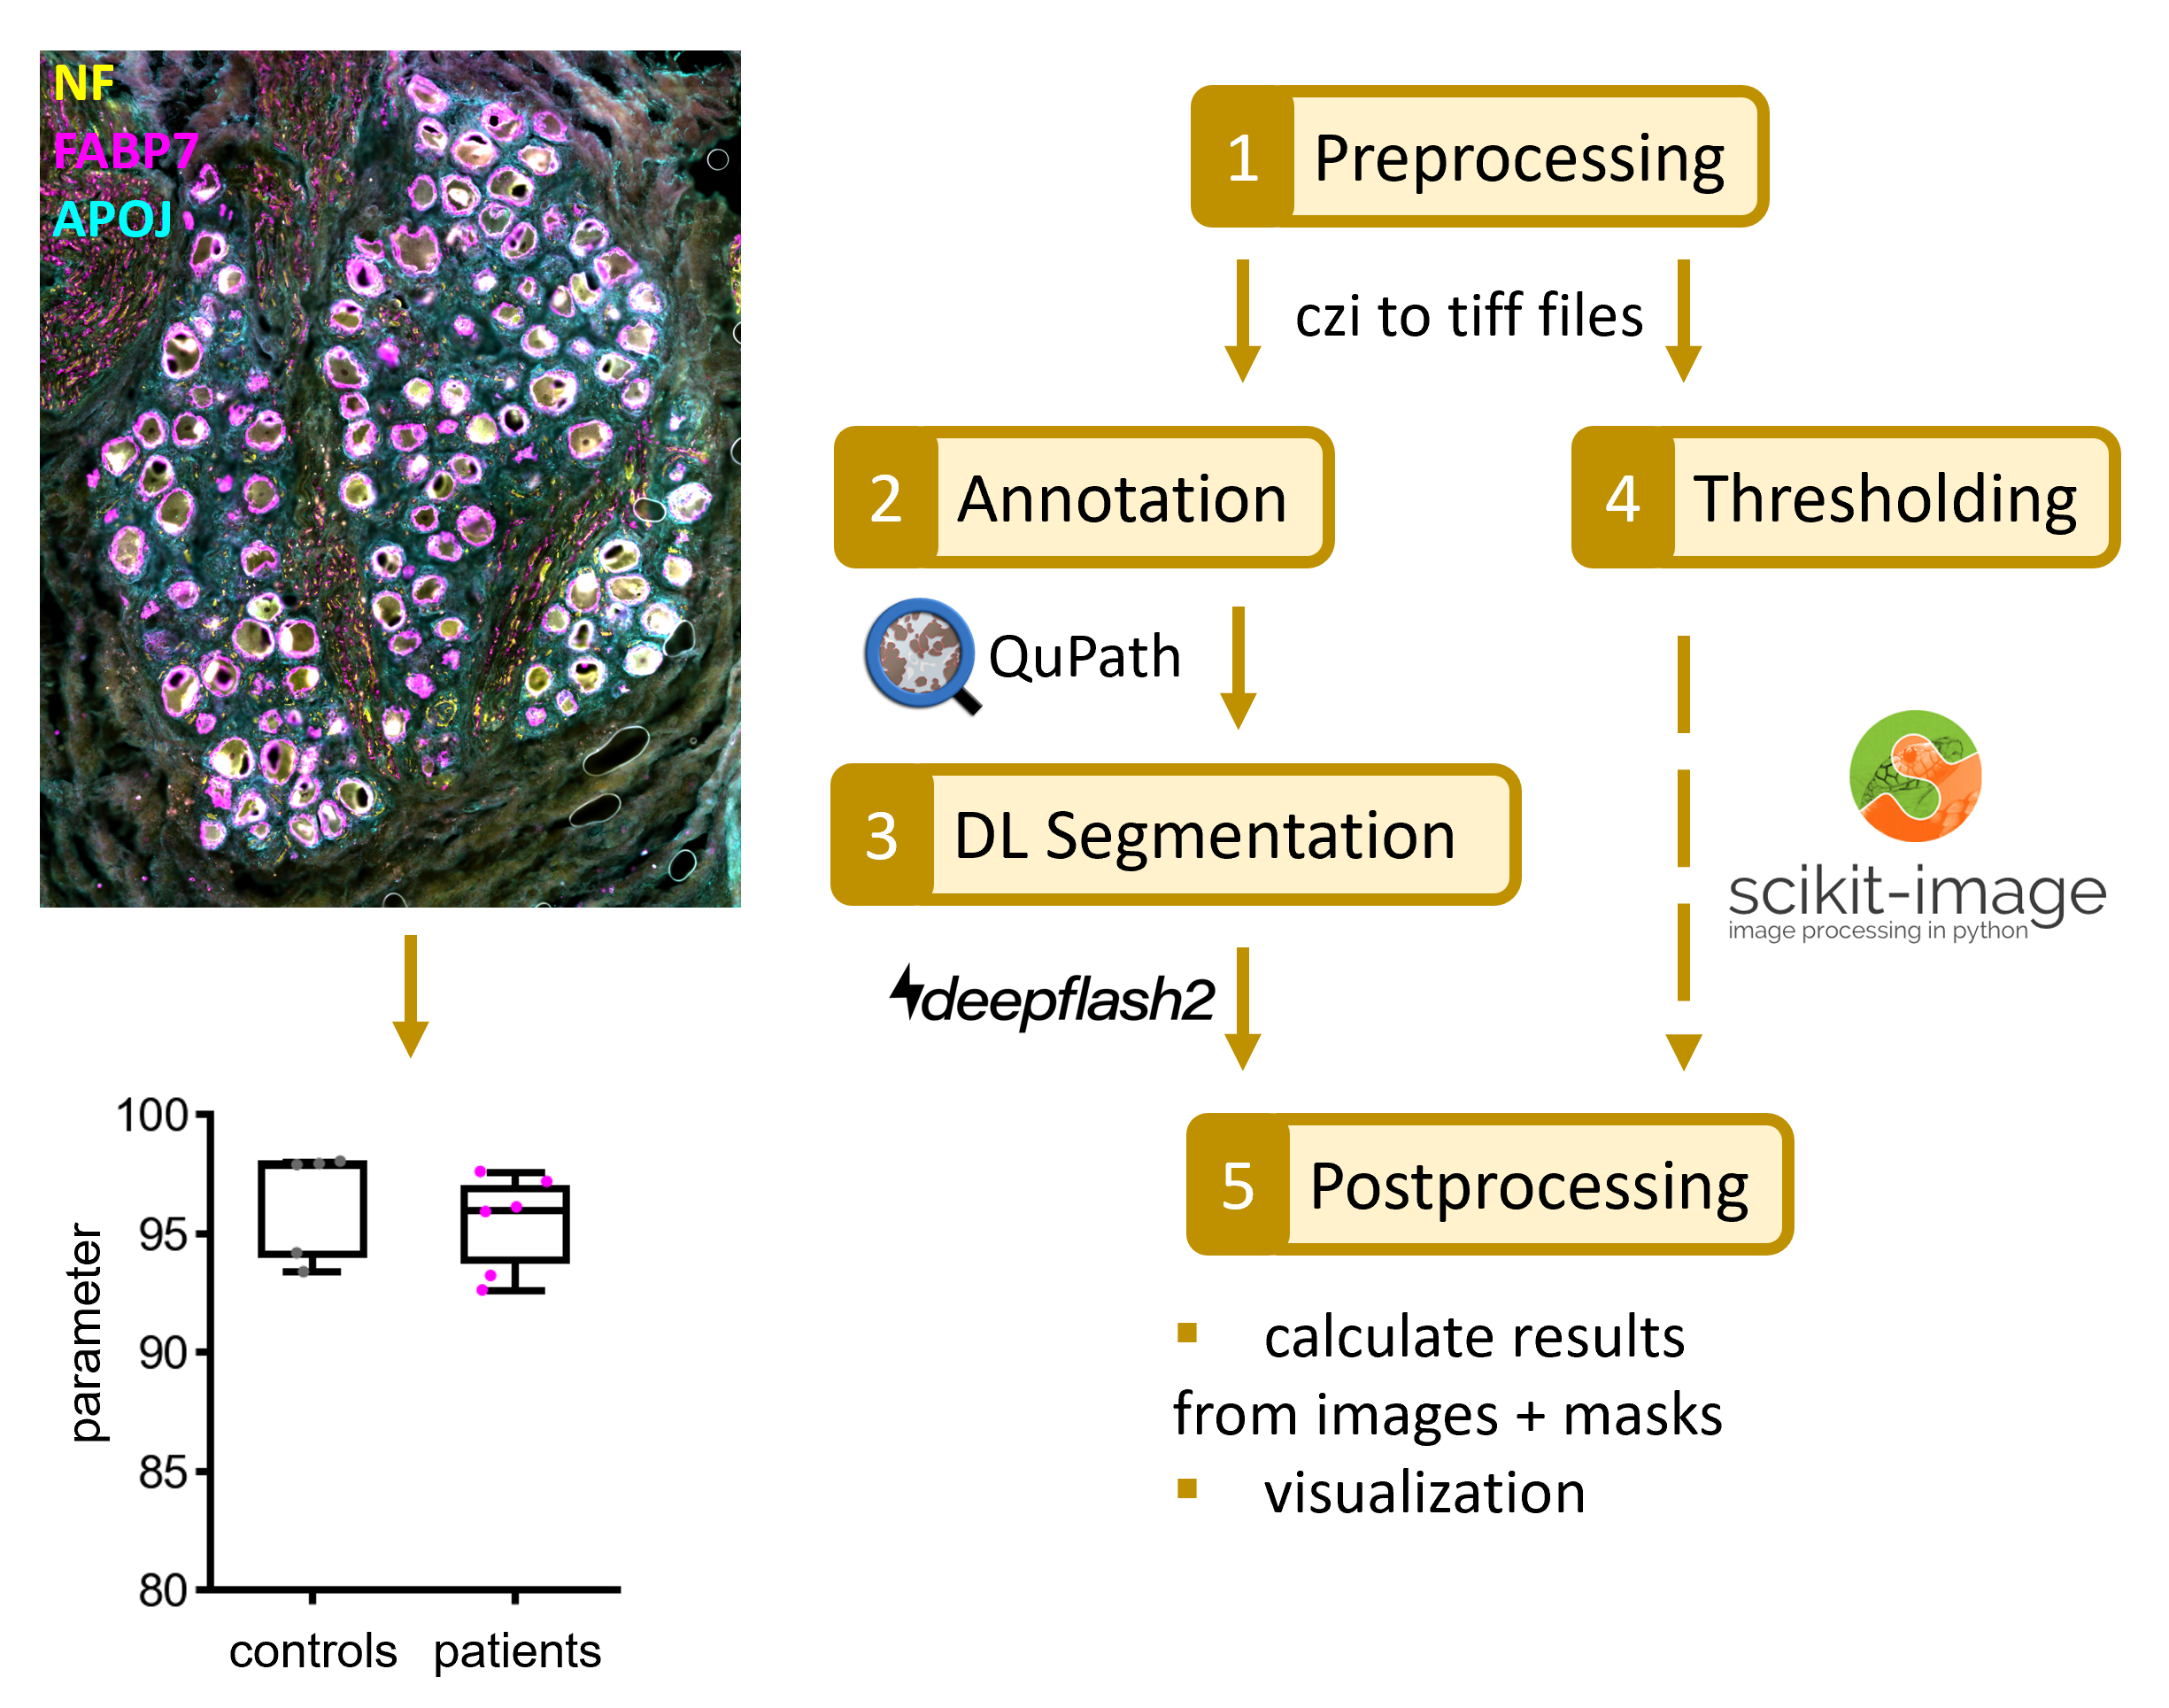 NF
FABP7
APOJ
1 Preprocessing
czi to tiff files
2 Annotation
4 Thresholding
QuPath
3 DL Segmentation
scikit-image
image processing in python
deepflash2
5 Postprocessing
▪ calculate results
from images + masks
▪ visualization
parameter
100
95
90
85
80
controls patients